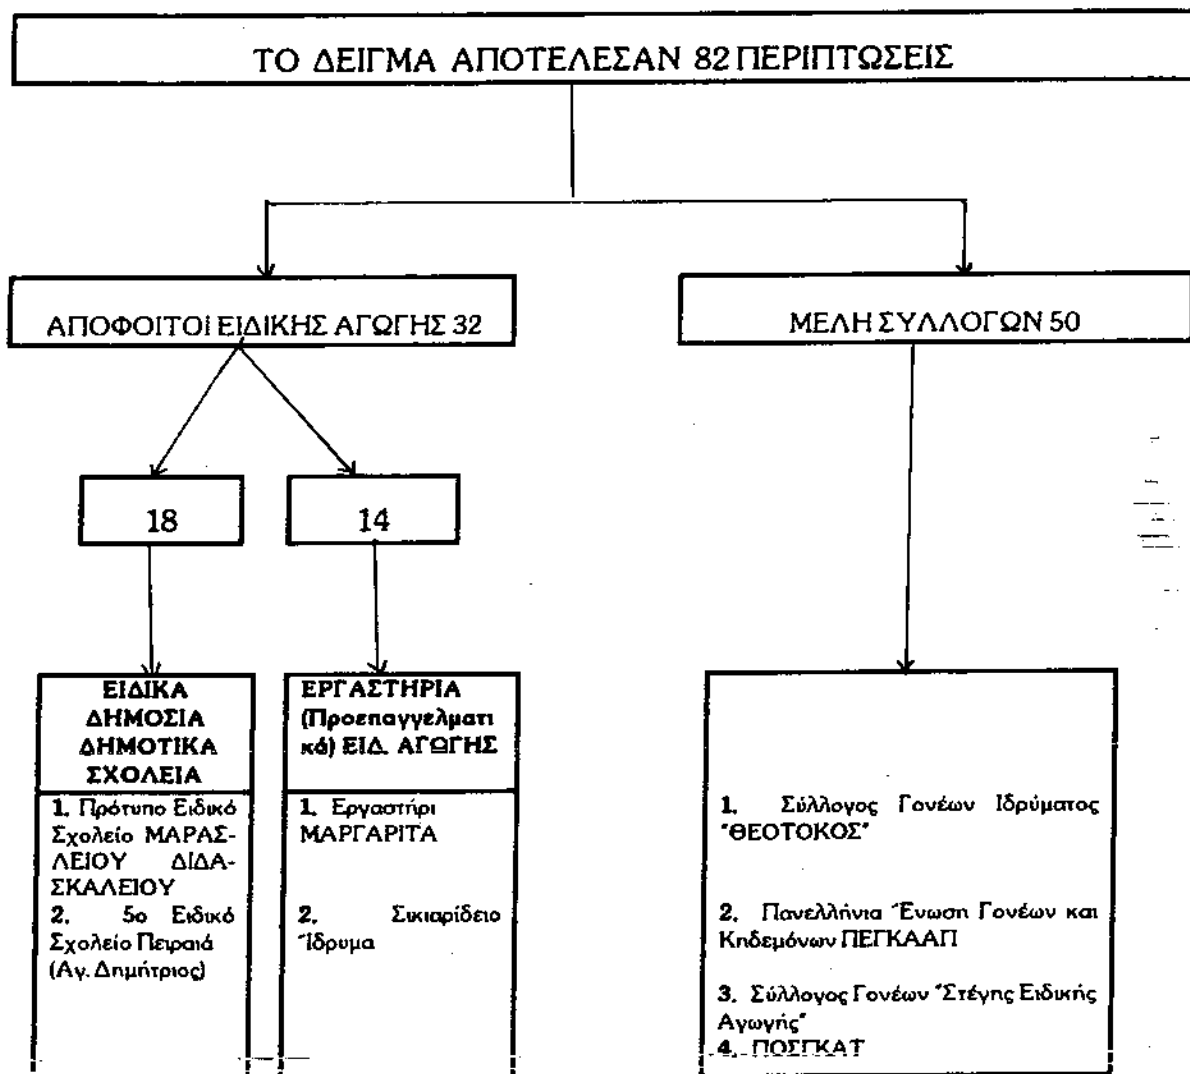 ΤΟ ΔΕΙΓΜΑ ΑΠΟΤΕΛΕΣΑΝ 82 ΠΕΡΙΠΤΩΣΕΙΣ
ΑΠΟΦΟΙΤΟΙ ΕΙΔΙΚΗΣ ΑΓΩΓΗΣ 32
ΜΕΛΗ ΣΥΛΛΟΓΩΝ 50
18
14
ΕΙΔΙΚΑ
ΔΗΜΟΣΙΑ
ΔΗΜΟΤΙΚΑ
ΣΧΟΛΕΙΑ
1. Πρότυπο Ειδικό
Σχολείο ΜΑΡΑΣ-
ΛΕΙΟΥ ΔΙΔΑ-
ΣΚΑΛΕΙΟΥ
2. 5ο Ειδικό
Σχολείο Πειραιά
(Αγ. Δημήτριος)
ΕΡΓΑΣΤΗΡΙΑ
(Προεπαγγελματι
κά) ΕΙΔ. ΑΓΩΓΗΣ
1. Εργαστήρι
ΜΑΡΓΑΡΙΤΑ
2. Σικιαρίδειο
Ίδρυμα
1. Σύλλογος Γονέων Ιδρύματος
"ΘΕΟΤΟΚΟΣ"
2. Πανελλήνια Ένωση Γονέων και
Κηδεμόνων ΠΕΓΚΑΑΠ
3. Σύλλογος Γονέων "Στέγης Ειδικής
Αγωγής"
4. ΠΟΣΓΚΑΤ